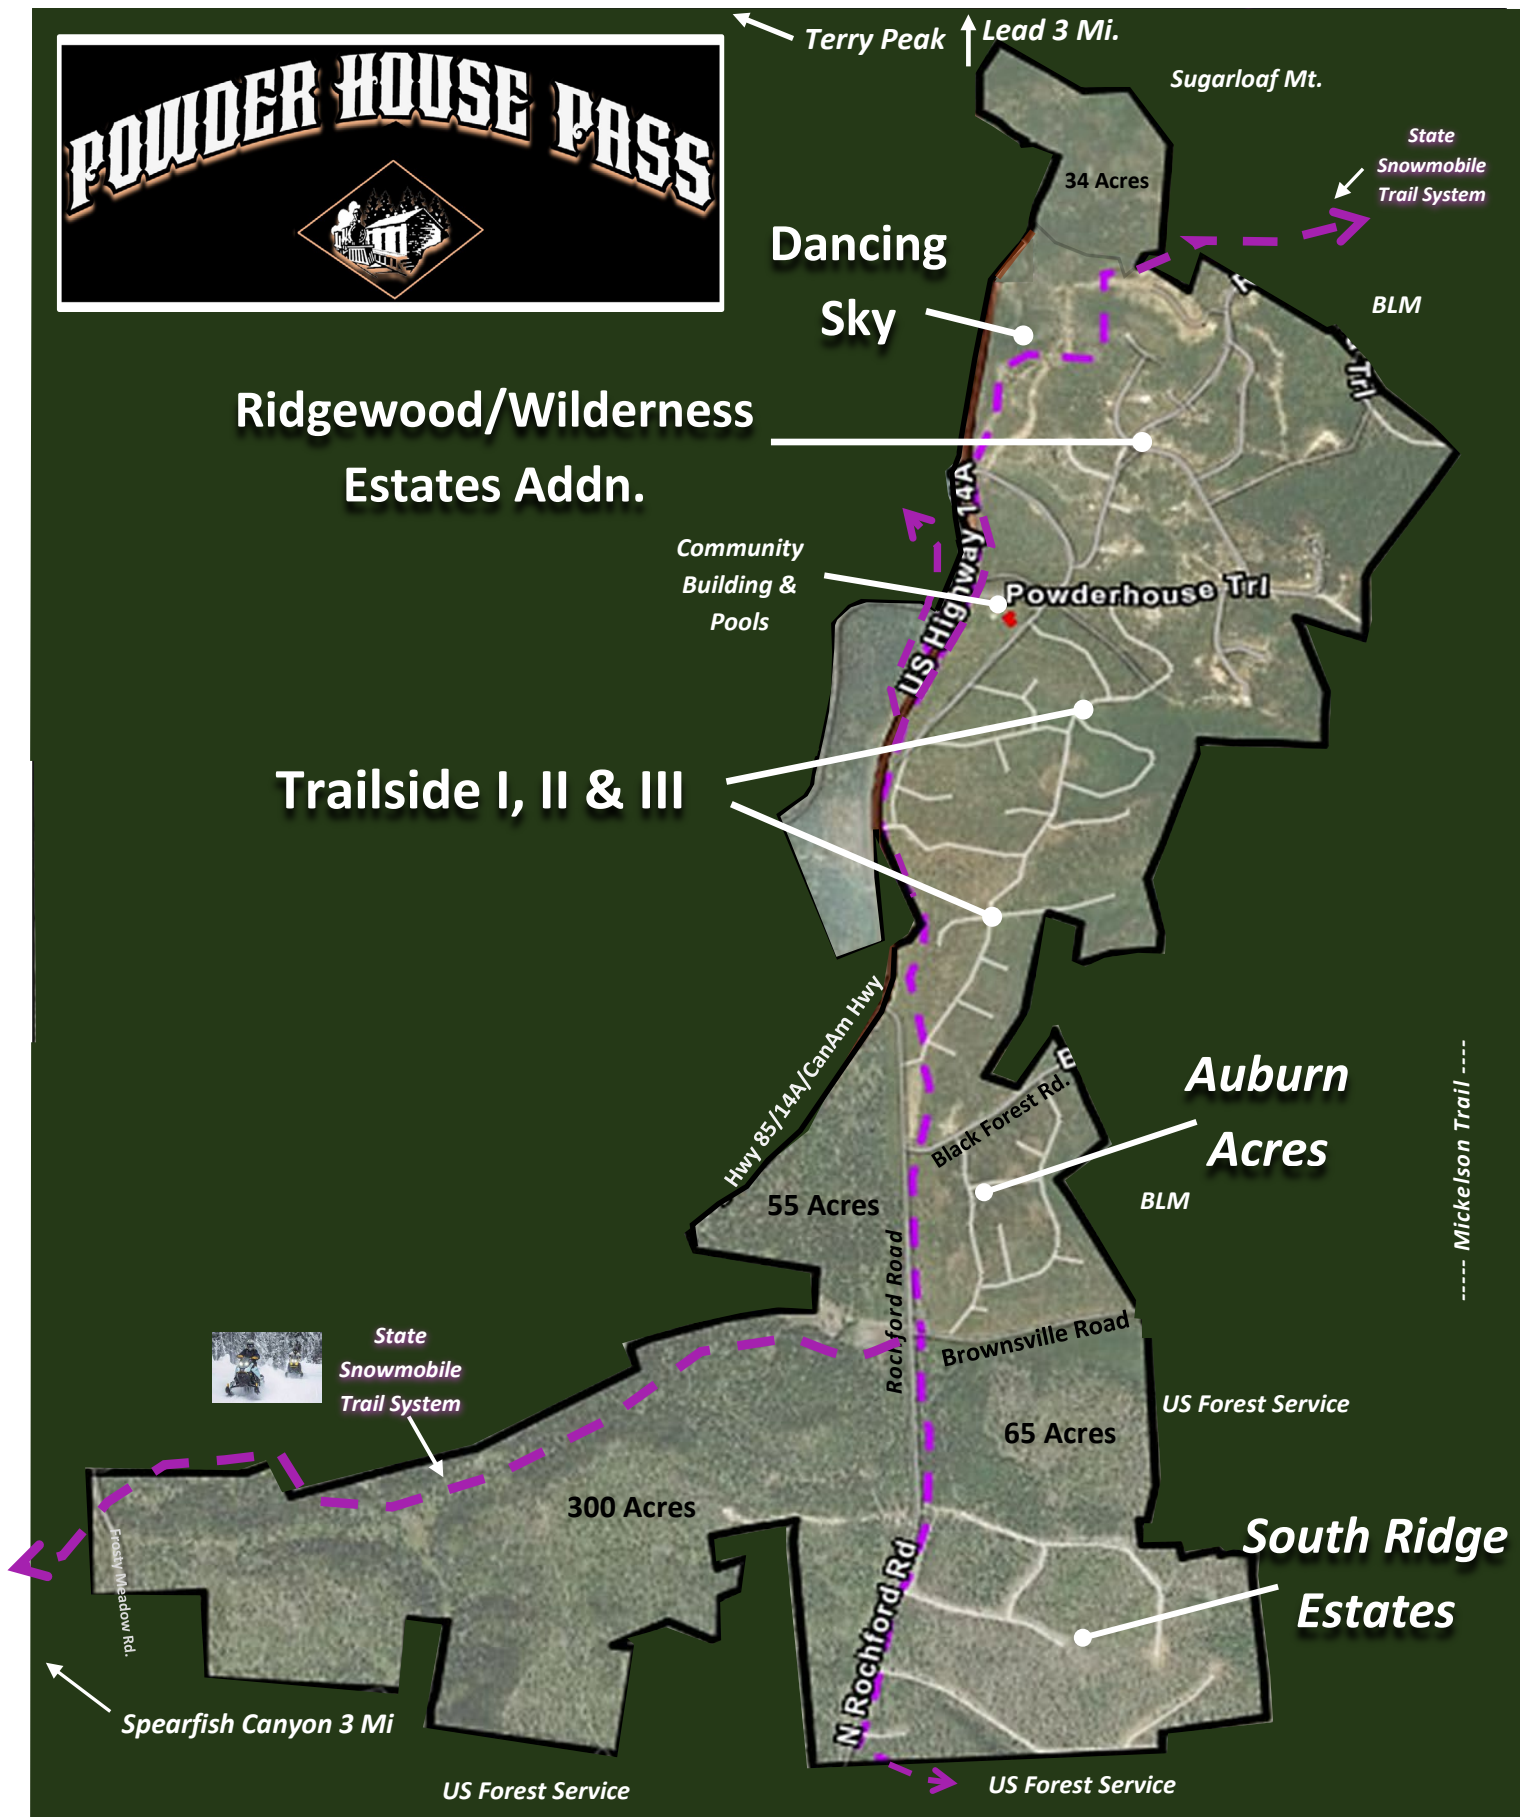 POWDER HOUSE PASS
Terry Peak
Lead 3 Mi.
Sugarloaf Mt.
State
Snowmobile
Trail System
34 Acres
Dancing
Sky
BLM
Trl
Ridgewood/Wilderness
Estates Addn.
US Highway 14A
Community
Building &
Pools
Powderhouse Trl
Trailside I, II & III
Hwy 85/14A/CanAm Hwy
E
Black Forest Rd.
Auburn
Acres
----- Mickelson Trail ----
55 Acres
BLM
Rochford Road
Brownsville Road
State
Snowmobile
Trail System
US Forest Service
65 Acres
300 Acres
South Ridge
Estates
Frosty Meadow Rd.
N Rochford Rd
Spearfish Canyon 3 Mi
US Forest Service
US Forest Service